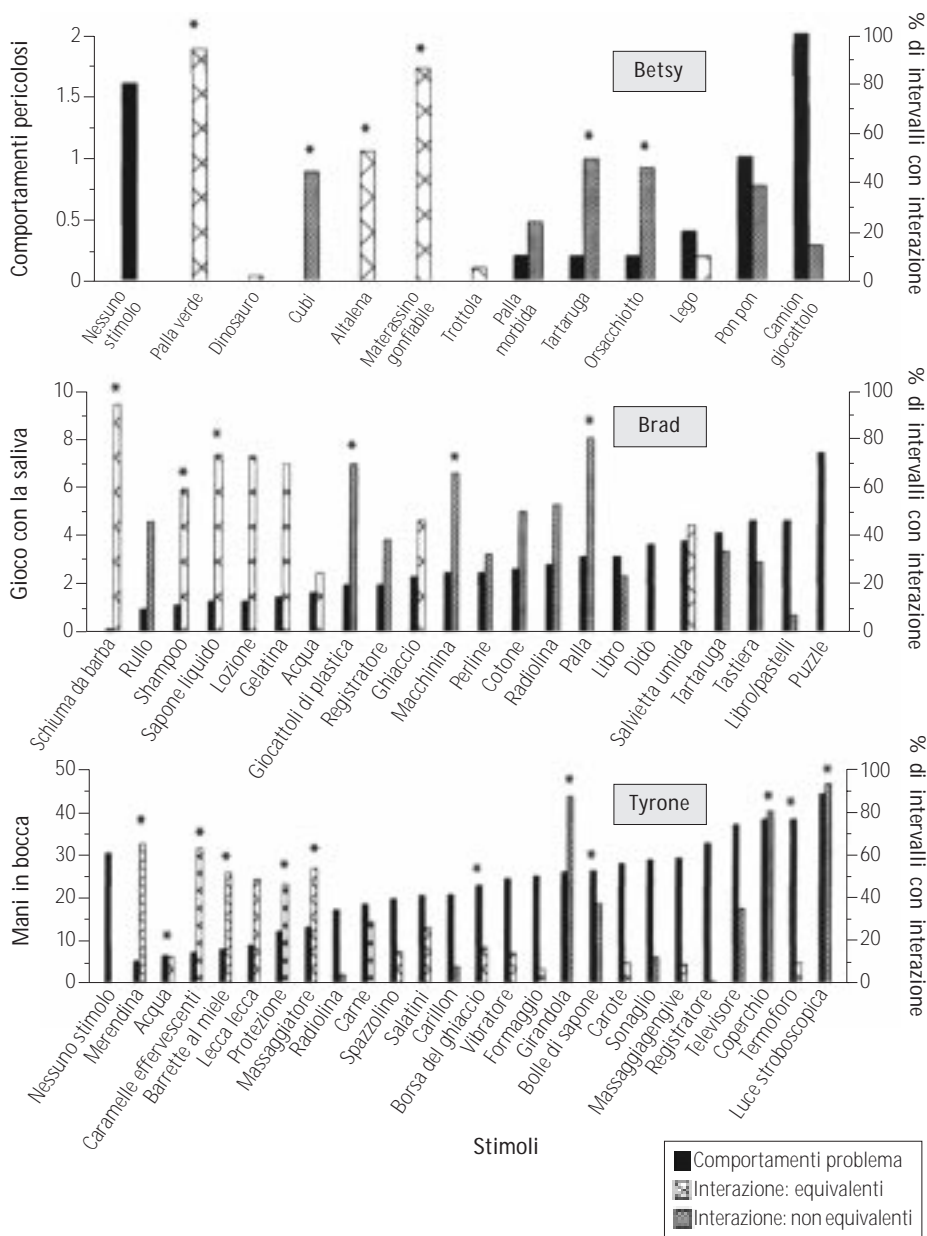 Comportamenti pericolosi
2
1.5
1
0.5
0
Betsy
100
80
60
40
20
0
% di intervalli con interazione
Nessuno stimolo
Palla verde
Dinosauro
Cubi
Altalena
Materassino gonfiabile
Trottola
Palla morbida
Tartaruga
Orsacchiotto
Lego
Pon pon
Camion giocattolo
Gioco con la saliva
10
8
6
4
2
0
Brad
100
80
60
40
20
0
% di intervalli con interazione
Schiuma da barba
Rullo
Shampoo
Sapone liquido
Lozione
Gelatina
Acqua
Giocattoli di plastica
Registratore
Ghiaccio
Macchinina
Perline
Cotone
Radiolina
Palla
Libro
Dido
Salvietta umida
Tartaruga
Tastiera
Libro/pastelli
Puzzle
Mani in bocca
50
40
30
20
10
0
Tyrone
100
80
60
40
20
0
% di intervalli con interazione
Nessuno stimolo
Merendina
Acqua
Caramelle effervescenti
Barrette al miele
Lecca lecca
Protezione
Massaggiatore
Radiolina
Carne
Spazzolino
Salatini
Carillon
Borsa del ghiaccio
Vibratore
Formaggio
Girandola
Bolle di sapone
Carote
Sonaglio
Massaggiagengive
Registratore
Televisore
Coperchio
Termoforo
Luce stroboscopica
Stimoli
Comportamenti problema
Interazione: equivalenti
Interazione: non equivalenti